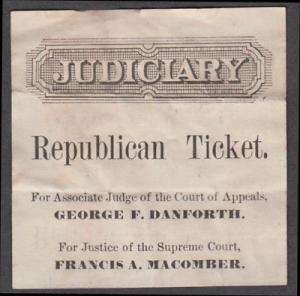 JUDICIARY
Republican Ticket.
For Associate Judge of the Court of Appeals,
GEORGE F. DANFORTH.
For Justice of the Supreme Court,
FRANCIS A. MACOMBER.